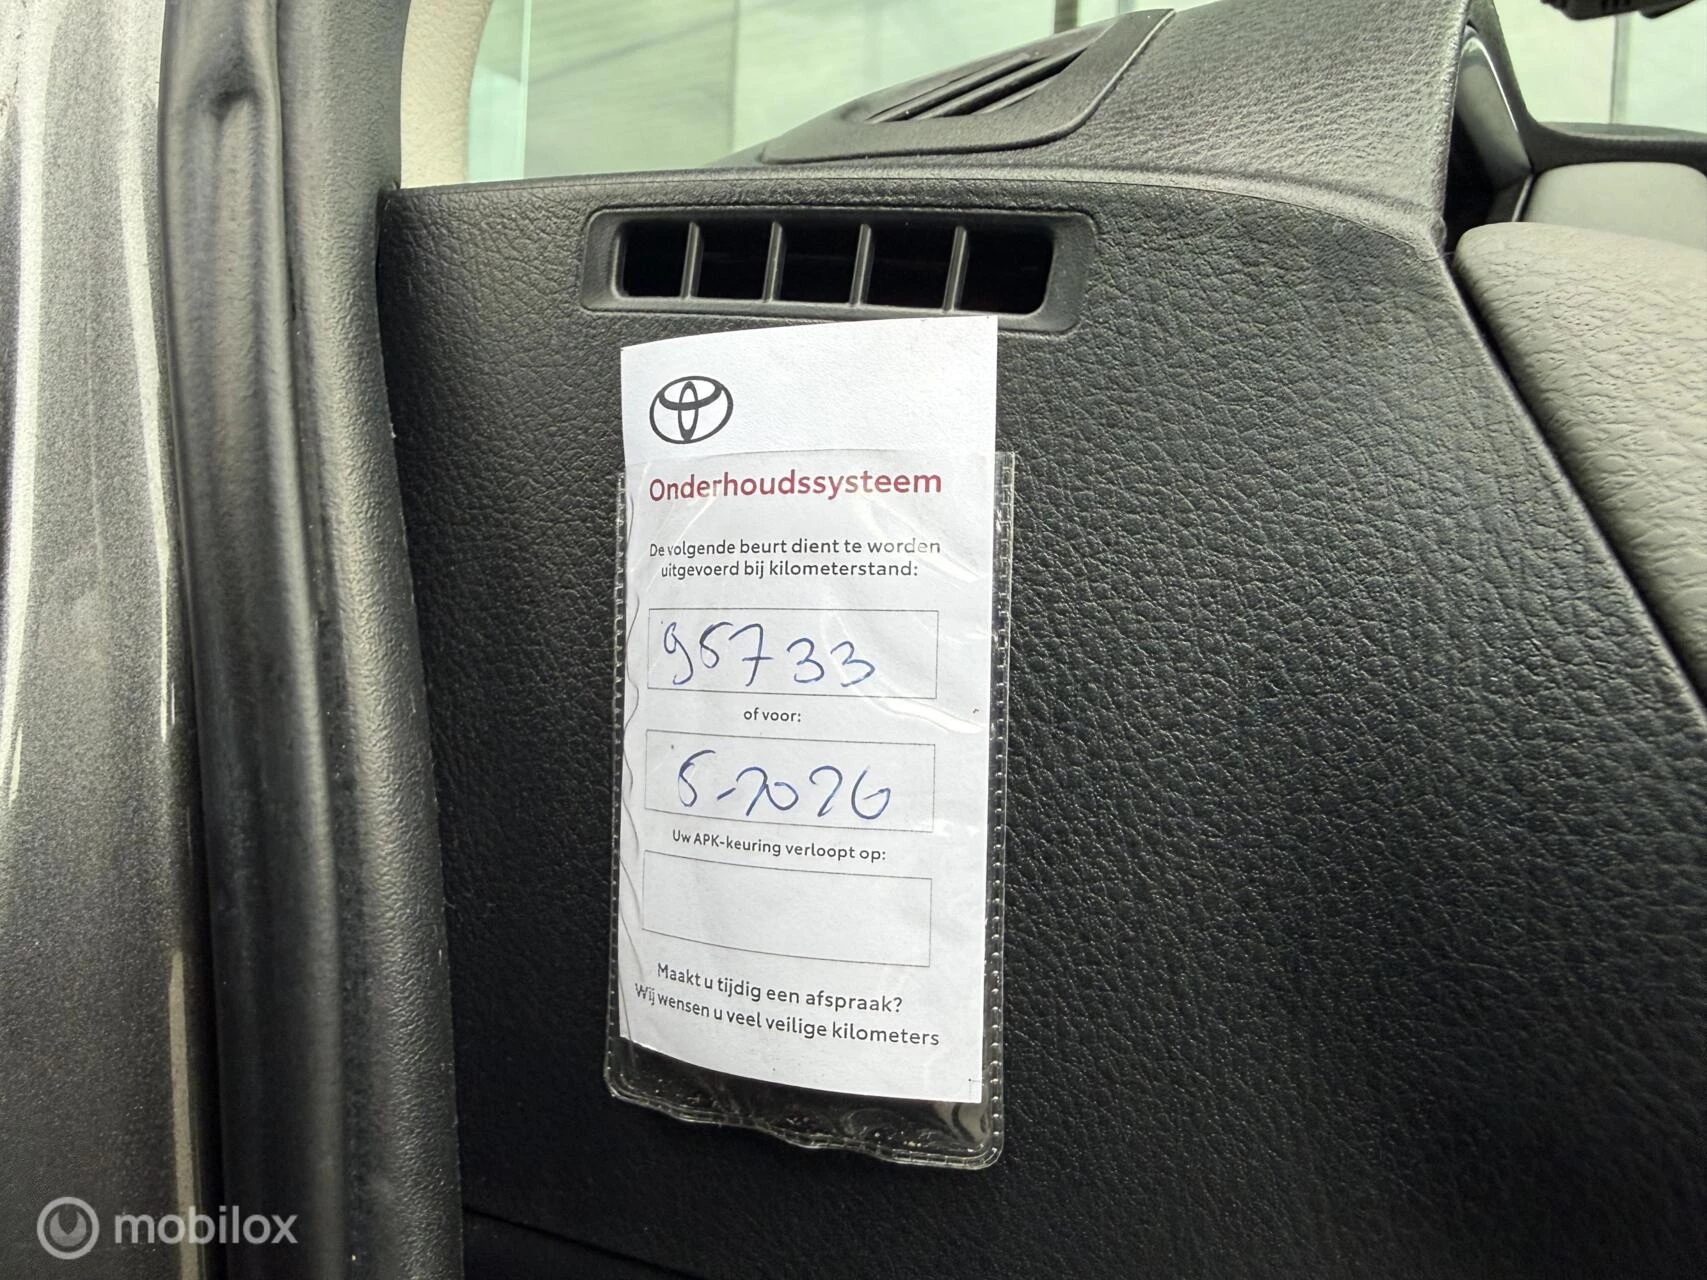 Onderhoudssysteem
De volgende beurt dient te worden
uitgevoerd bij kilometerstand:
95733
of voor:
5-2026
Uw APK-keuring verloopt op:
Maakt u tijdig een afspraak?
Wij wensen u veel veilige kilometers
mobilox